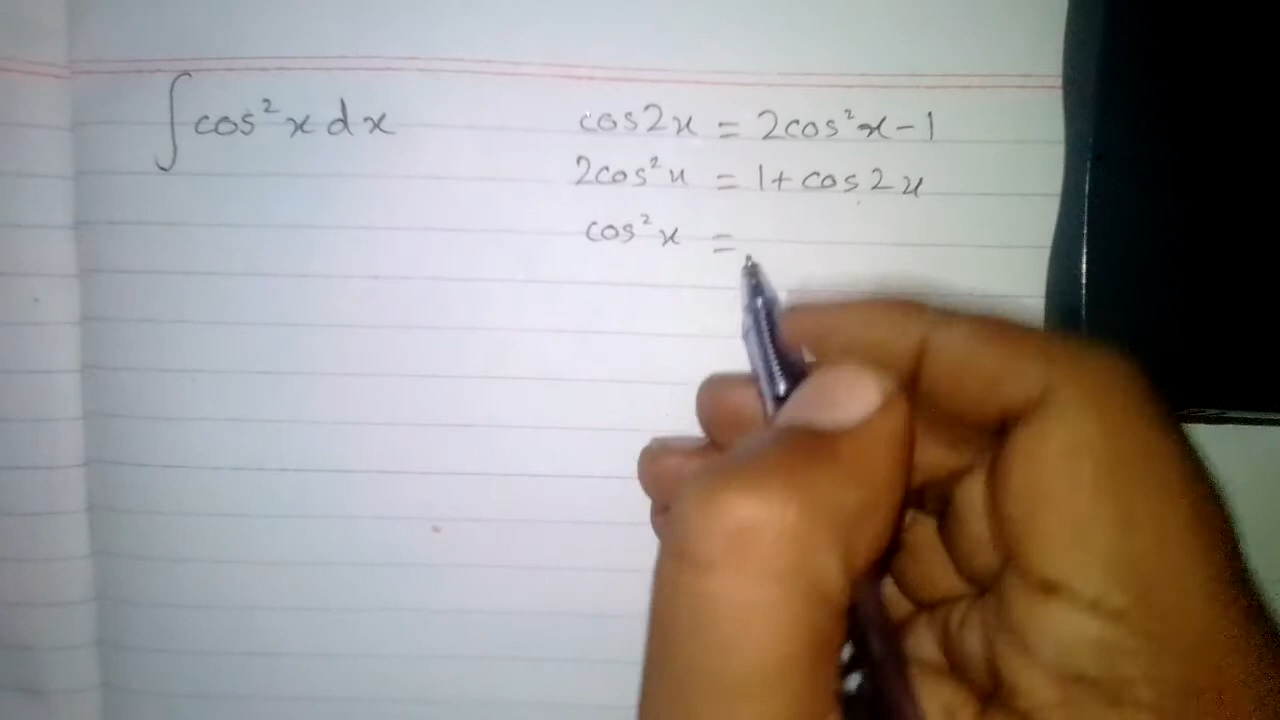 ∫cos²x dx
cos2x = 2cos²x-1
2cos²x = 1+cos2x
cos²x =